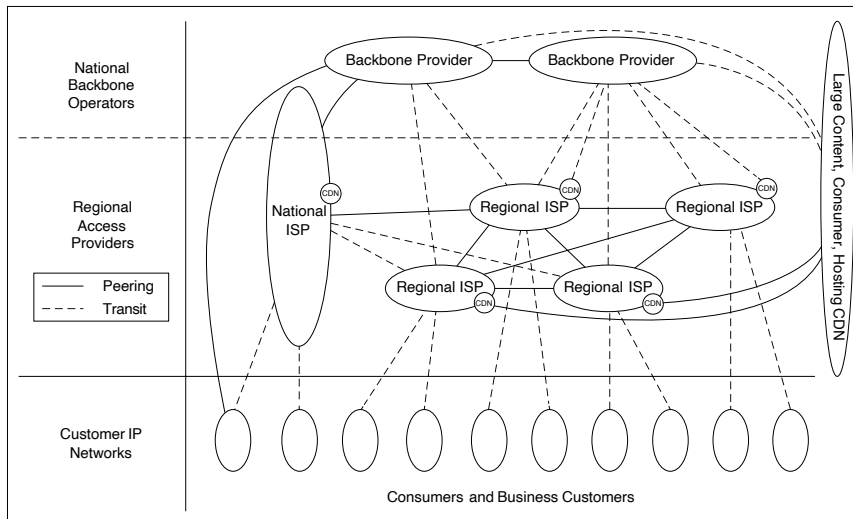 National
Backbone
Operators
Backbone Provider
Backbone Provider
Large Content, Consumer, Hosting CDN
Regional
Access
Providers
National
ISP
CDN
Regional ISP
CDN
Regional ISP
CDN
Regional ISP
CDN
Regional ISP
CDN
Peering
Transit
Customer IP
Networks
Consumers and Business Customers